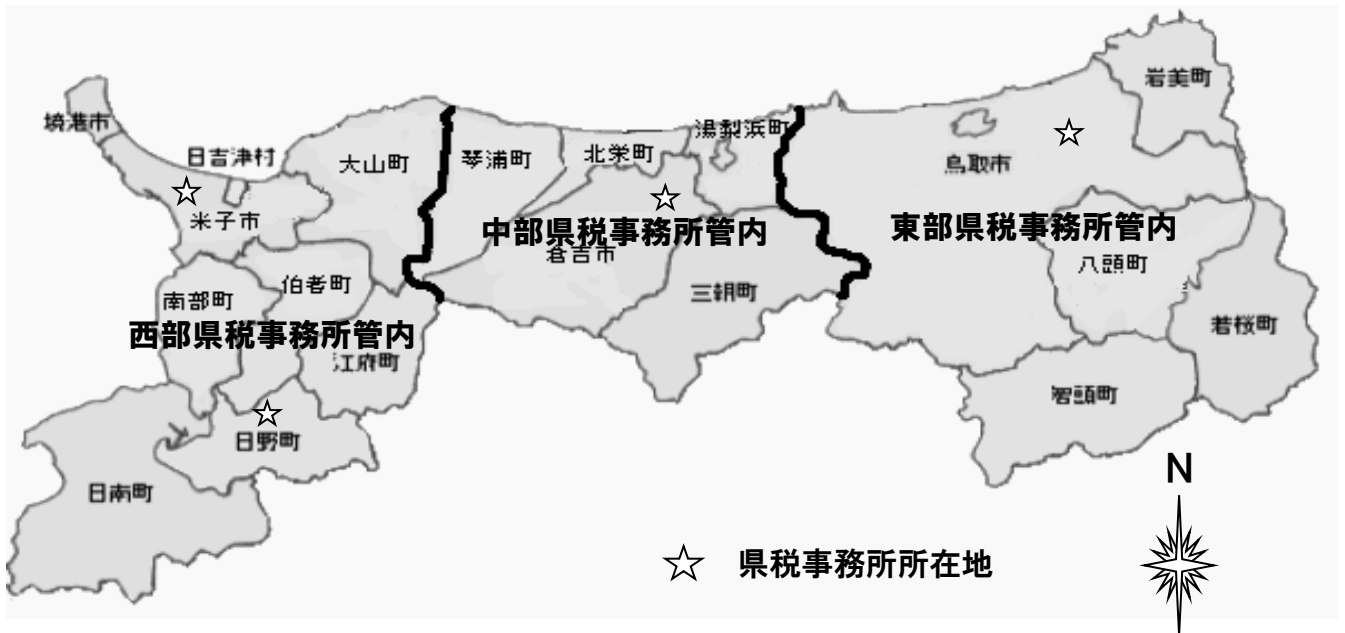 岩美町
境港市
湯梨浜町
日吉津村
大山町
琴浦町
北栄町
鳥取市
米子市
中部県税事務所管内
東部県税事務所管内
倉吉市
八頭町
伯耆町
南部町
三朝町
西部県税事務所管内
若桜町
江府町
智頭町
日野町
日南町
N
☆ 県税事務所所在地